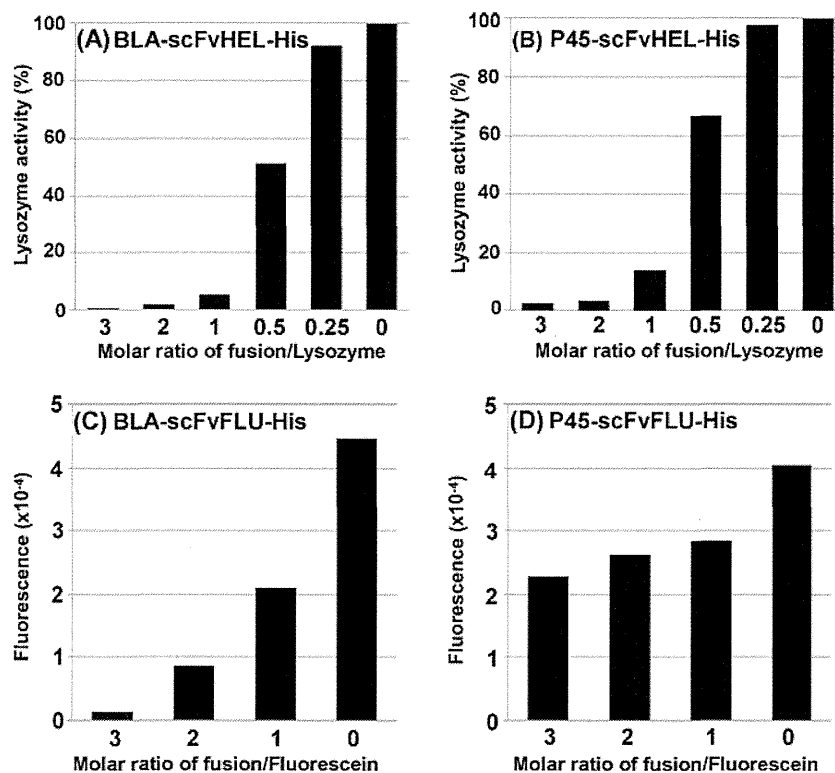 (A) BLA-scFvHEL-His
Lysozyme activity (%)
100
80
60
40
20
0
3 2 1 0.5 0.25 0
Molar ratio of fusion/Lysozyme
(B) P45-scFvHEL-His
Lysozyme activity (%)
100
80
60
40
20
0
3 2 1 0.5 0.25 0
Molar ratio of fusion/Lysozyme
(C) BLA-scFvFLU-His
Fluorescence (x10-4)
5
4
3
2
1
0
3 2 1 0
Molar ratio of fusion/Fluorescein
(D) P45-scFvFLU-His
Fluorescence (x10-4)
5
4
3
2
1
0
3 2 1 0
Molar ratio of fusion/Fluorescein